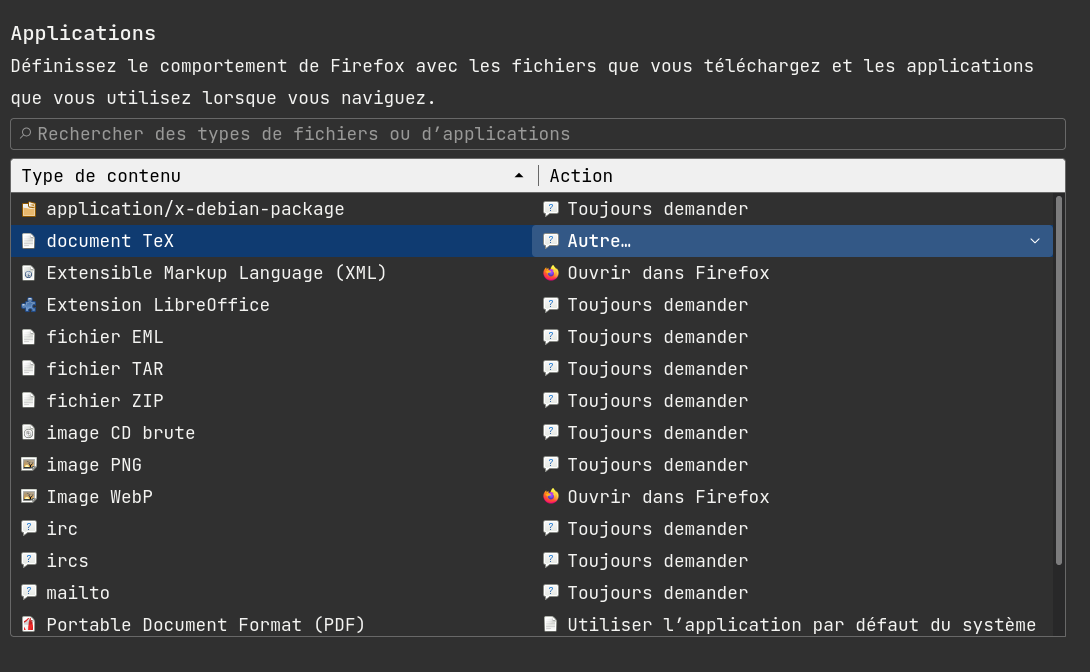 Applications
Définissez le comportement de Firefox avec les fichiers que vous téléchargez et les applications
que vous utilisez lorsque vous naviguez.
Rechercher des types de fichiers ou d’applications
Type de contenu Action
application/x-debian-package Toujours demander
document TeX Autre…
Extensible Markup Language (XML) Ouvrir dans Firefox
Extension LibreOffice Toujours demander
fichier EML Toujours demander
fichier TAR Toujours demander
fichier ZIP Toujours demander
image CD brute Toujours demander
image PNG Toujours demander
Image WebP Ouvrir dans Firefox
irc Toujours demander
ircs Toujours demander
mailto Toujours demander
Portable Document Format (PDF) Utiliser l’application par défaut du système